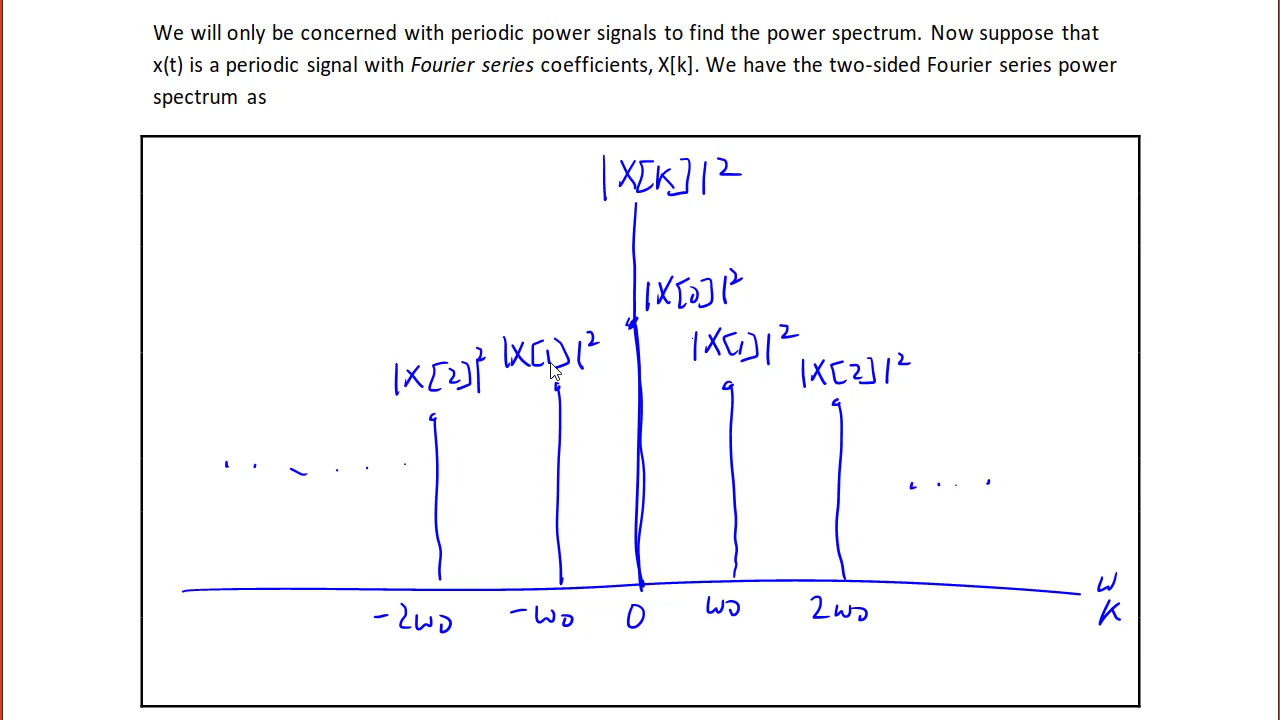 We will only be concerned with periodic power signals to find the power spectrum. Now suppose that
x(t) is a periodic signal with Fourier series coefficients, X[k]. We have the two-sided Fourier series power
spectrum as
|X[K]|²
|X[0]|²
|X[2]|² |X[1]|² |X[1]|² |X[2]|²
ω
-2ω0 -ω0 0 ω0 2ω0 K